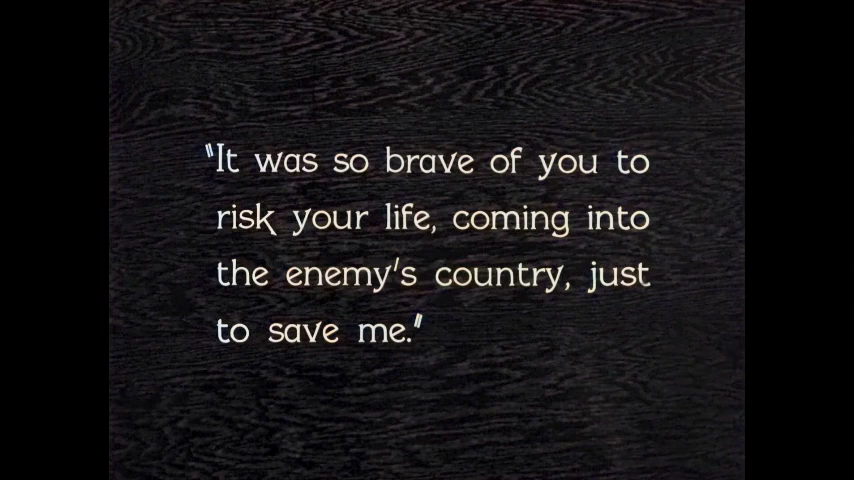 "It was so brave of you to
risk your life, coming into
the enemy's country, just
to save me."